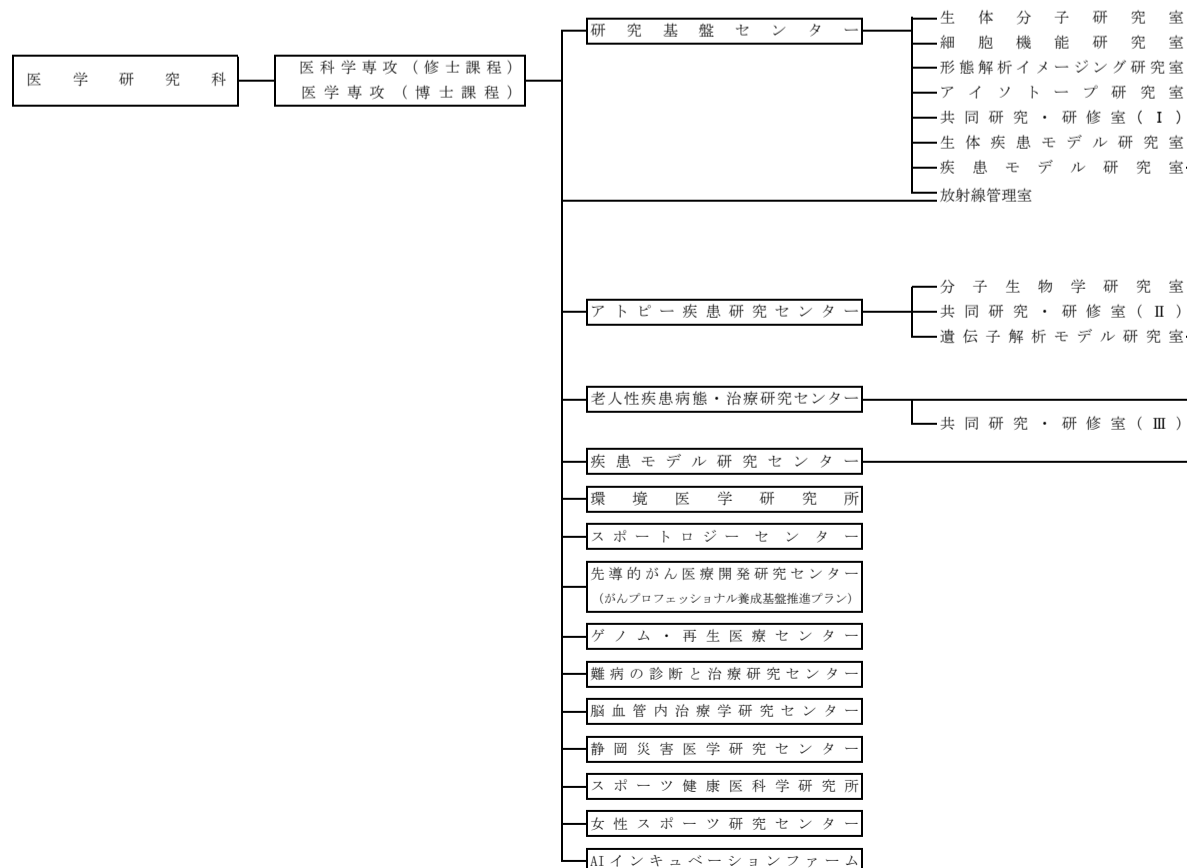 医学研究科
医科学専攻（修士課程）
医学専攻（博士課程）
研究基盤センター
生体分子研究室
細胞機能研究室
形態解析イメージング研究室
アイソトープ研究室
共同研究・研修室(Ⅰ)
生体疾患モデル研究室
疾患モデル研究室
放射線管理室
アトピー疾患研究センター
分子生物学研究室
共同研究・研修室(Ⅱ)
遺伝子解析モデル研究室
老人性疾患病態・治療研究センター
共同研究・研修室(Ⅲ)
疾患モデル研究センター
環境医学研究所
スポートロジーセンター
先導的がん医療開発研究センター
（がんプロフェッショナル養成基盤推進プラン）
ゲノム・再生医療センター
難病の診断と治療研究センター
脳血管内治療学研究センター
静岡災害医学研究センター
スポーツ健康医科学研究所
女性スポーツ研究センター
AIインキュベーションファーム